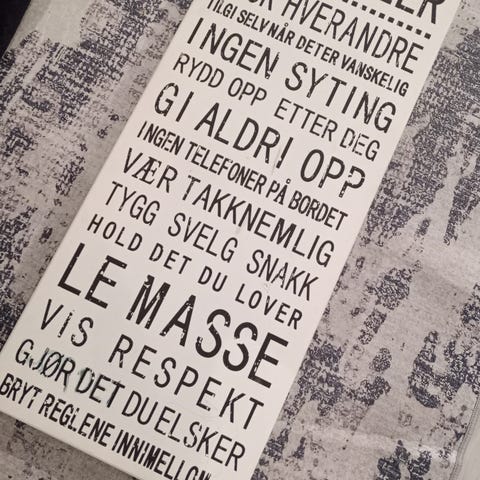 HVERANDRE
TILGI SELV NÅR DET ER VANSKELIG
INGEN SYTING
RYDD OPP ETTER DEG
GI ALDRI OPP
INGEN TELEFONER PÅ BORDET
VÆR TAKKNEMLIG
TYGG SVELG SNAKK
HOLD DET DU LOVER
LE MASSE
VIS RESPEKT
GJØR DET DU ELSKER
BRYT REGLENE INNIMELLOM